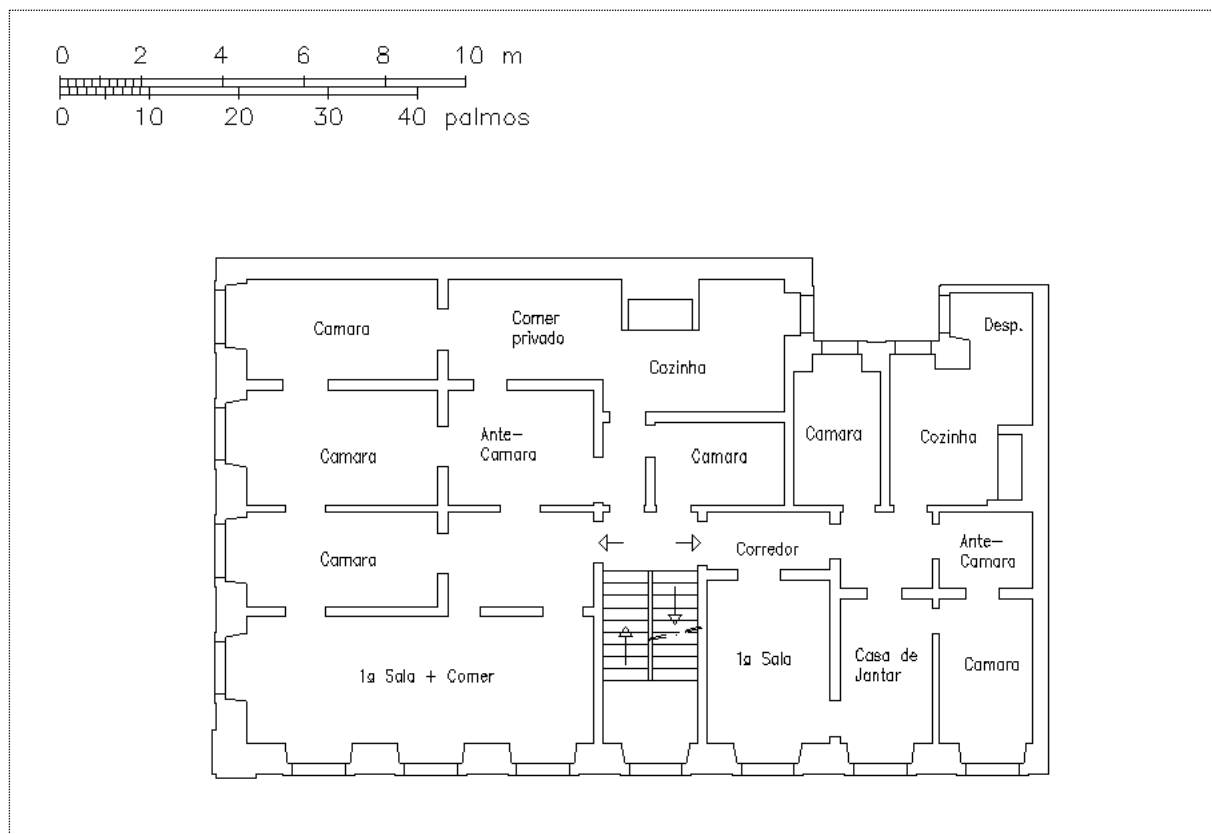 0 2 4 6 8 10 m
0 10 20 30 40 palmos
Camara
Comer
privado
Cozinha
Desp.
Camara
Ante-
Camara
Camara
Camara
Cozinha
Camara
Corredor
Ante-
Camara
1ª Sala + Comer
1ª Sala
Casa de
Jantar
Camara